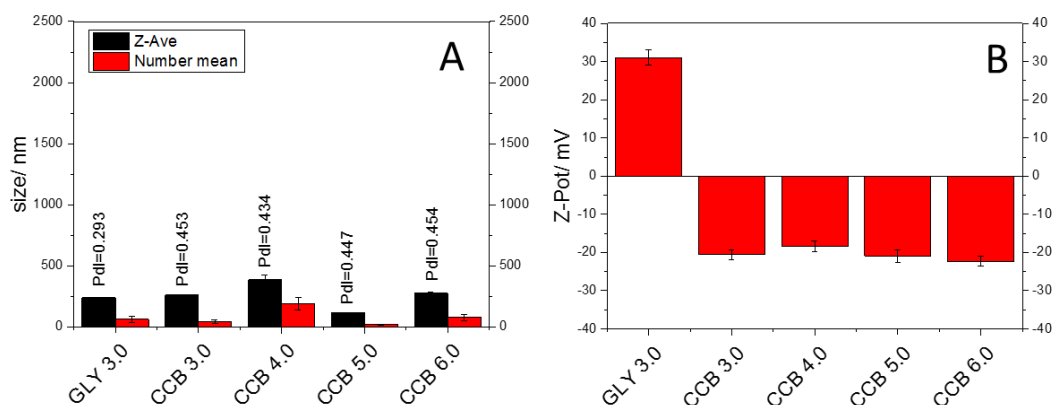 A
Z-Ave
Number mean
size/ nm
2500
2000
1500
1000
500
0
2500
2000
1500
1000
500
0
PdI=0.293
PdI=0.453
PdI=0.434
PdI=0.447
PdI=0.454
GLY 3.0
CCB 3.0
CCB 4.0
CCB 5.0
CCB 6.0
B
Z-Pot/ mV
40
30
20
10
0
-10
-20
-30
-40
40
30
20
10
0
-10
-20
-30
-40
GLY 3.0
CCB 3.0
CCB 4.0
CCB 5.0
CCB 6.0